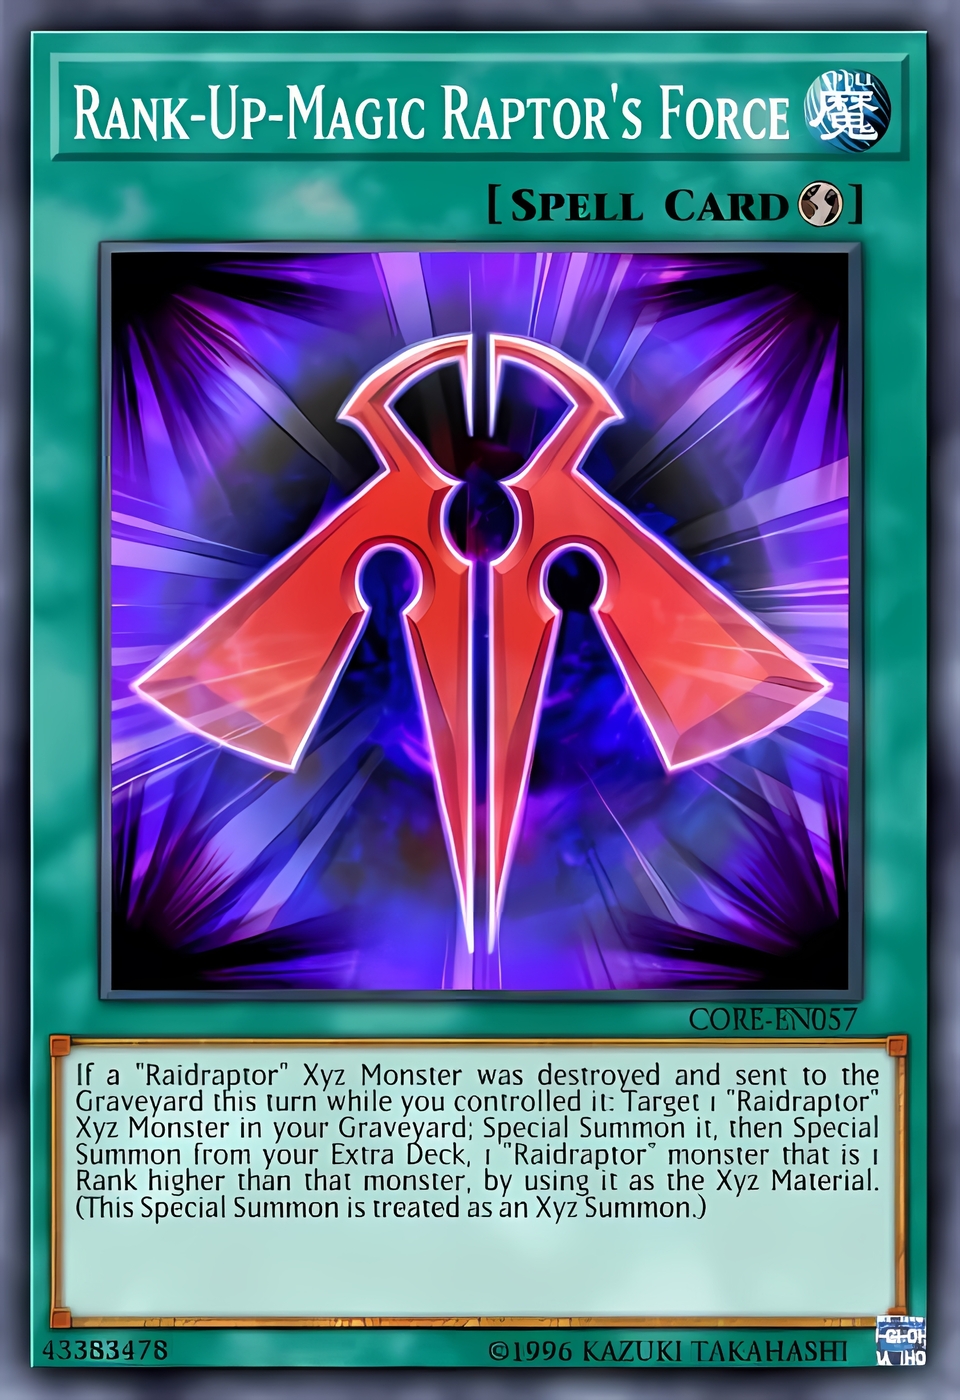 RANK-UP-MAGIC RAPTOR'S FORCE
魔
[SPELL CARD]
CORE-EN057
If a "Raidraptor" Xyz Monster was destroyed and sent to the
Graveyard this turn while you controlled it: Target 1 "Raidraptor"
Xyz Monster in your Graveyard; Special Summon it, then Special
Summon from your Extra Deck, 1 "Raidraptor" monster that is 1
Rank higher than that monster, by using it as the Xyz Material.
(This Special Summon is treated as an Xyz Summon.)
43383478
©1996 KAZUKI TAKAHASHI